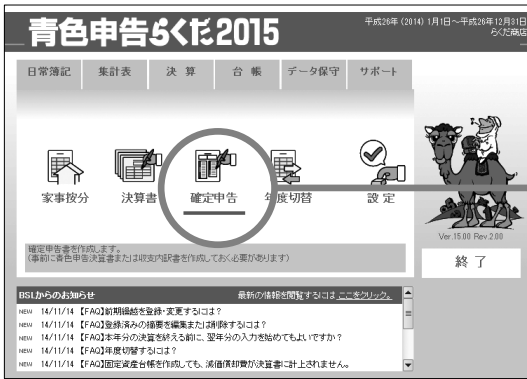 青色申告らくだ2015
平成26年 (2014) 1月1日～平成26年12月31日
らくだ商店
日常簿記 集計表 決 算 台 帳 データ保守 サポート
家事按分 決算書 確定申告 年度切替 設 定
Ver.15.00 Rev.2.00
確定申告書を作成します。
(事前に青色申告決算書または収支内訳書を作成しておく必要があります)
終 了
BSLからのお知らせ 最新の情報を閲覧するにはここをクリック。
NEW 14/11/14 【FAQ】前期繰越を登録・変更するには？
NEW 14/11/14 【FAQ】登録済みの摘要を編集または削除するには？
NEW 14/11/14 【FAQ】本年分の決算を終える前に、翌年分の入力を始めてもよいですか？
NEW 14/11/14 【FAQ】年度切替するには？
NEW 14/11/14 【FAQ】固定資産台帳を作成しても、減価償却費が決算書に計上されません。